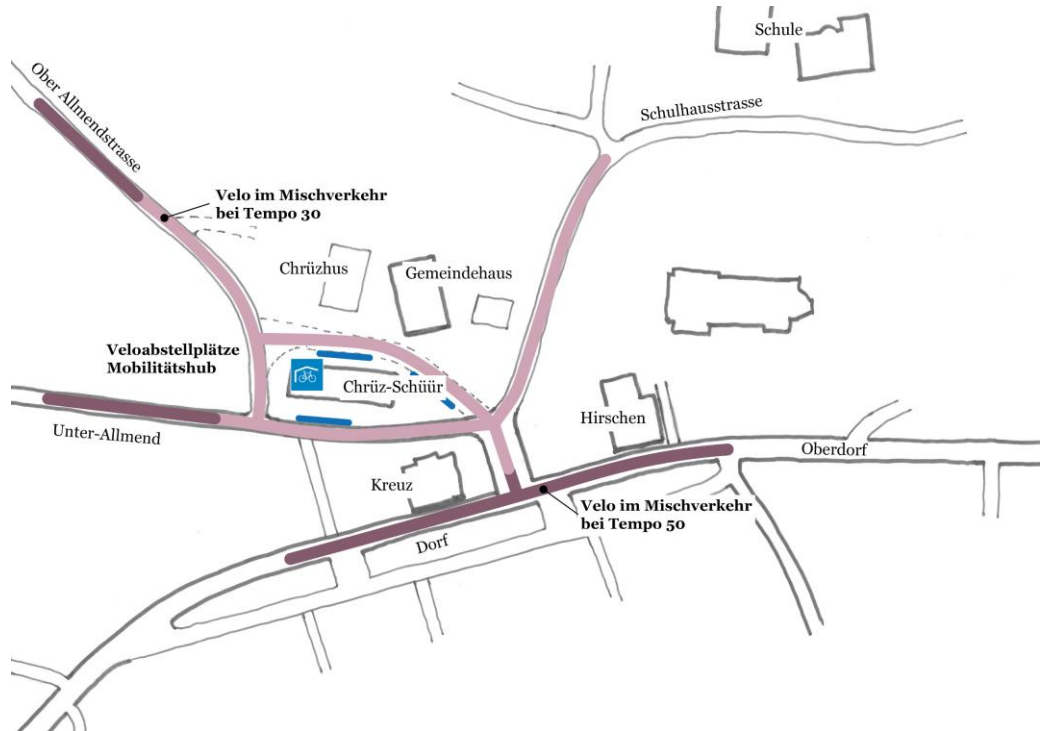 Schule
Ober Allmendstrasse
Schulhausstrasse
Velo im Mischverkehr
bei Tempo 30
Chrüzhus
Gemeindehaus
Veloabstellplätze
Mobilitätshub
Chrüz-Schüür
Hirschen
Unter-Allmend
Oberdorf
Kreuz
Velo im Mischverkehr
bei Tempo 50
Dorf